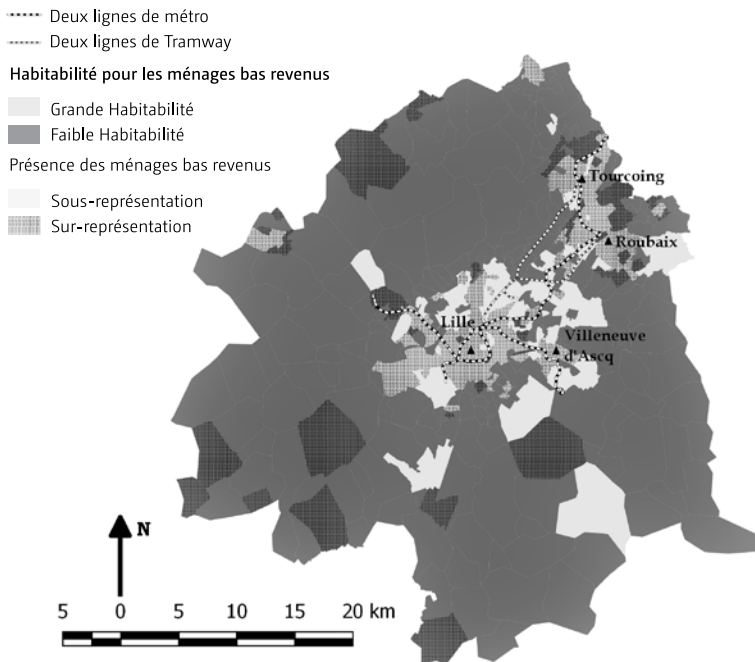 Deux lignes de métro
Deux lignes de Tramway
Habitabilité pour les ménages bas revenus
Grande Habitabilité
Faible Habitabilité
Présence des ménages bas revenus
Sous-représentation
Sur-représentation
Tourcoing
Roubaix
Lille
Villeneuve
d'Ascq
N
5 0 5 10 15 20 km